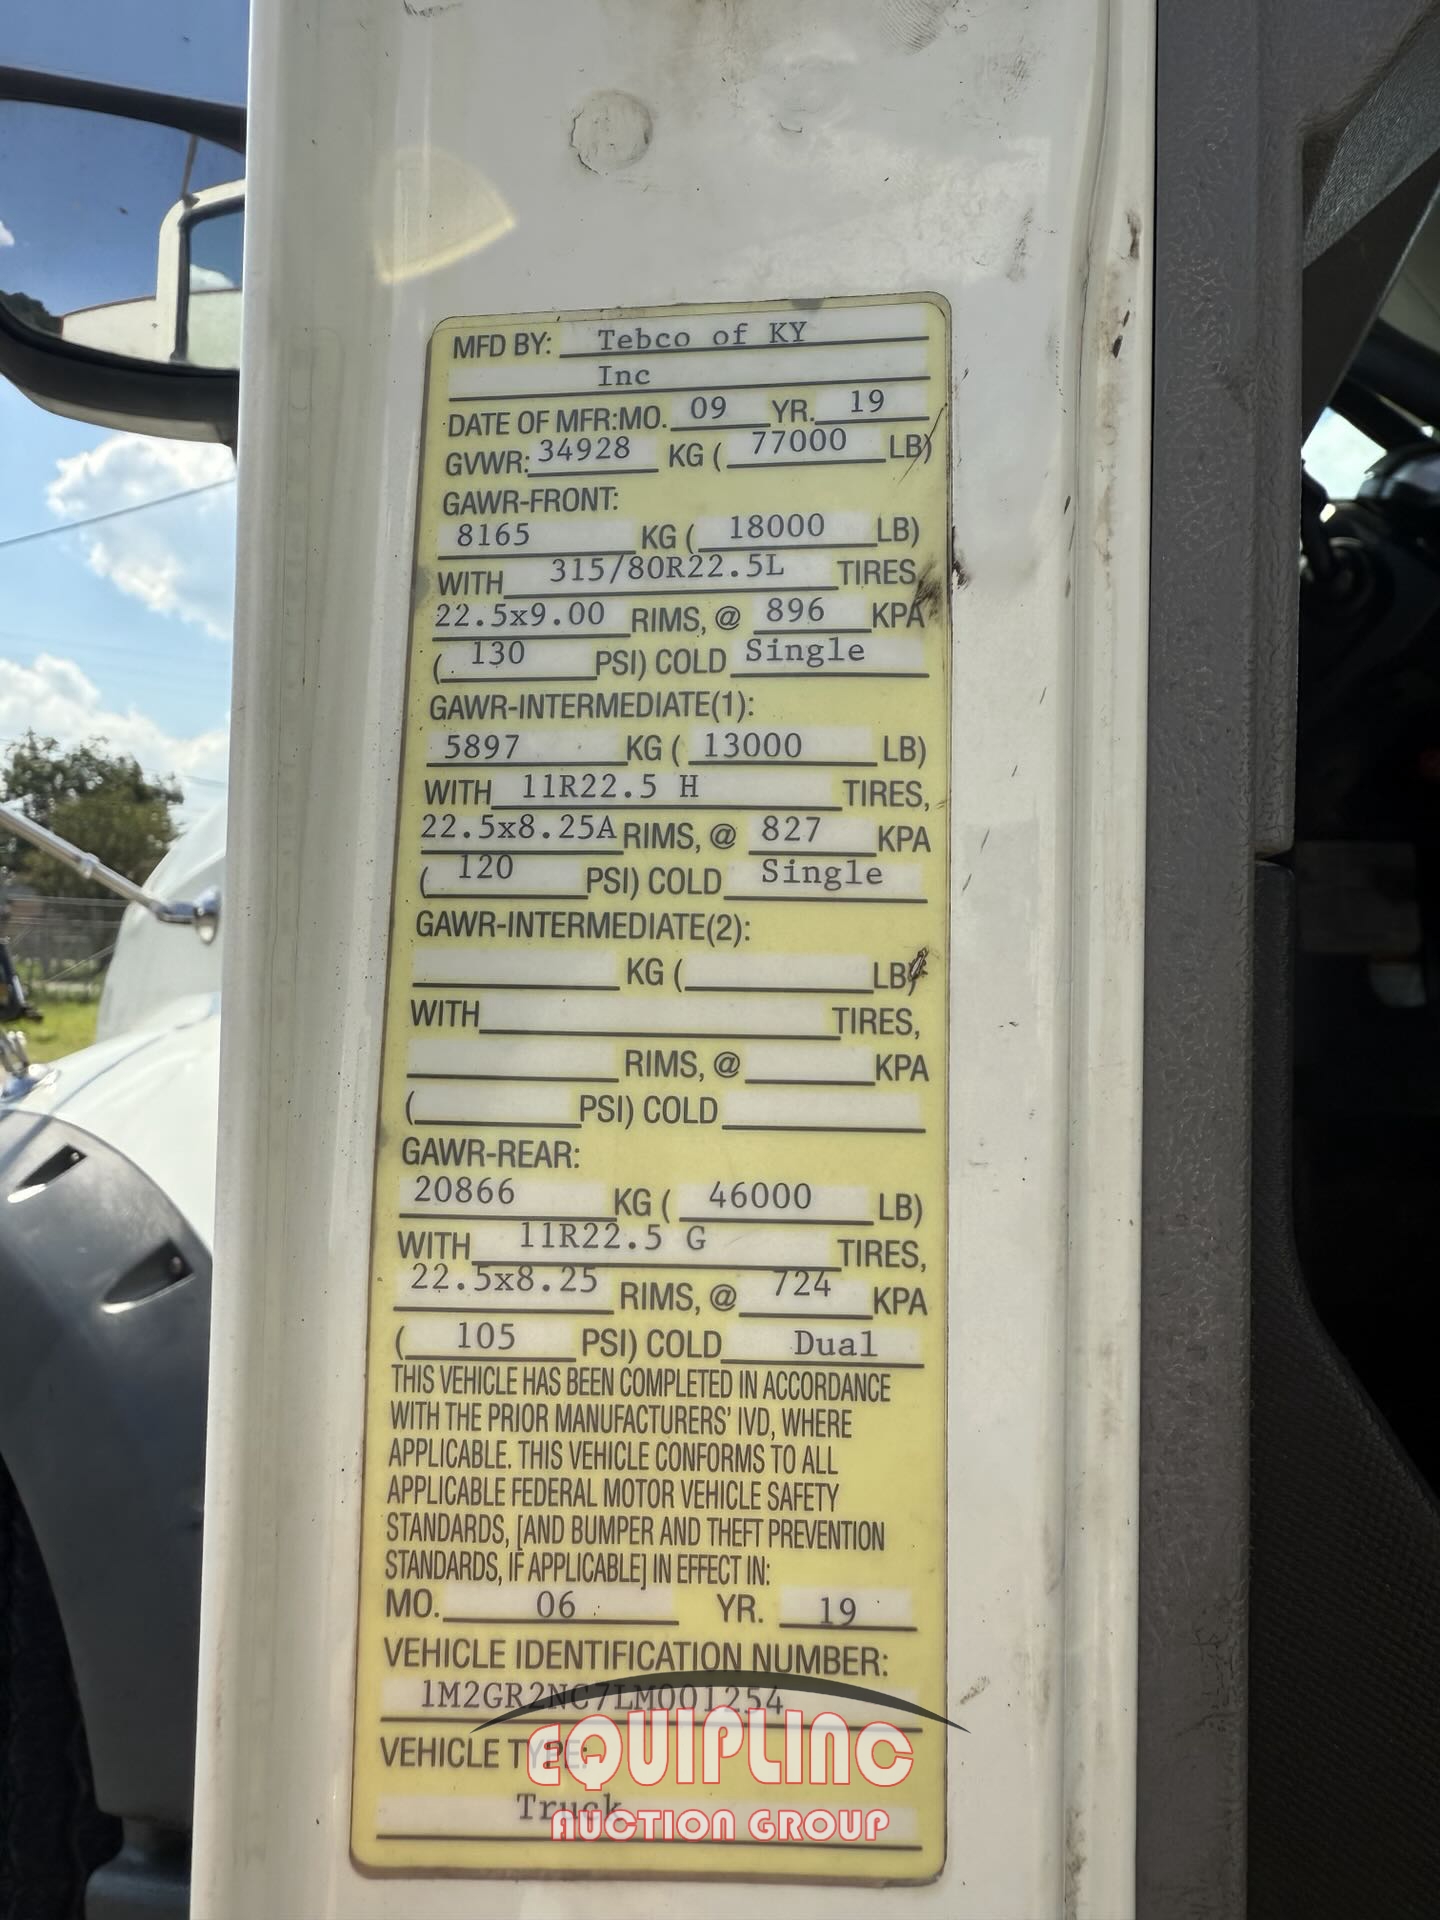 MFD BY: Tebco of KY
Inc
DATE OF MFR:MO. 09 YR. 19
GVWR: 34928 KG ( 77000 LB)
GAWR-FRONT:
8165 KG ( 18000 LB)
WITH 315/80R22.5L TIRES,
22.5x9.00 RIMS, @ 896 KPA
( 130 PSI) COLD Single
GAWR-INTERMEDIATE(1):
5897 KG ( 13000 LB)
WITH 11R22.5 H TIRES,
22.5x8.25A RIMS, @ 827 KPA
( 120 PSI) COLD Single
GAWR-INTERMEDIATE(2):
KG ( LB)
WITH TIRES,
RIMS, @ KPA
( PSI) COLD
GAWR-REAR:
20866 KG ( 46000 LB)
WITH 11R22.5 G TIRES,
22.5x8.25 RIMS, @ 724 KPA
( 105 PSI) COLD Dual
THIS VEHICLE HAS BEEN COMPLETED IN ACCORDANCE
WITH THE PRIOR MANUFACTURERS' IVD, WHERE
APPLICABLE. THIS VEHICLE CONFORMS TO ALL
APPLICABLE FEDERAL MOTOR VEHICLE SAFETY
STANDARDS, [AND BUMPER AND THEFT PREVENTION
STANDARDS, IF APPLICABLE] IN EFFECT IN:
MO. 06 YR. 19
VEHICLE IDENTIFICATION NUMBER:
1M2GR2NC7LM001254
VEHICLE TYPE:
EQUIPLINC
Truck
AUCTION GROUP